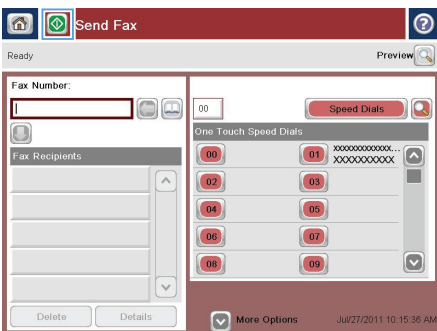 Send Fax
Ready
Preview
Fax Number:
00
Speed Dials
Fax Recipients
One Touch Speed Dials
00
01 xxxxxxxxxxxxx...
XXXXXXXXXX
02
03
04
05
06
07
08
09
Delete
Details
More Options
Jul/27/2011 10:15:36 AM